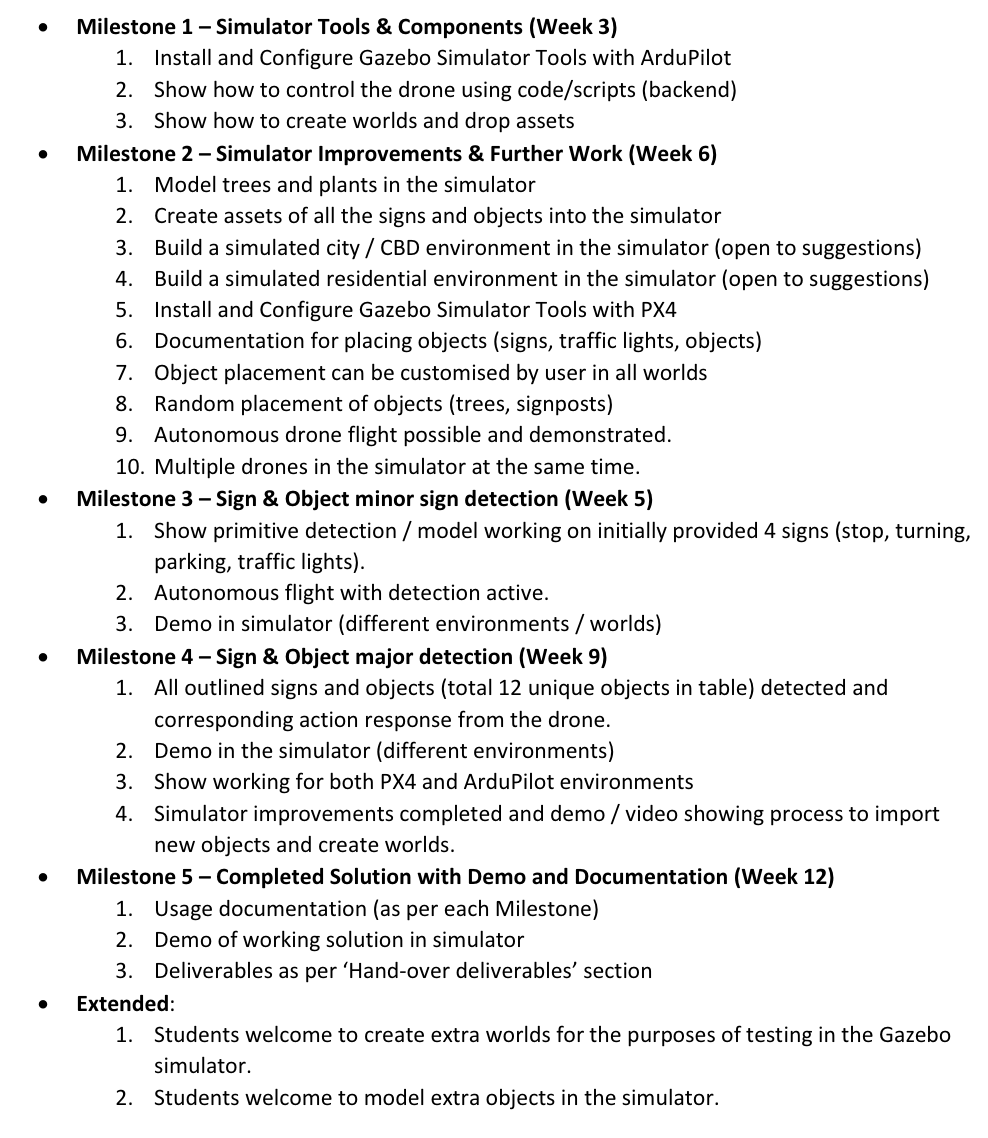 • Milestone 1 – Simulator Tools & Components (Week 3)
1. Install and Configure Gazebo Simulator Tools with ArduPilot
2. Show how to control the drone using code/scripts (backend)
3. Show how to create worlds and drop assets
• Milestone 2 – Simulator Improvements & Further Work (Week 6)
1. Model trees and plants in the simulator
2. Create assets of all the signs and objects into the simulator
3. Build a simulated city / CBD environment in the simulator (open to suggestions)
4. Build a simulated residential environment in the simulator (open to suggestions)
5. Install and Configure Gazebo Simulator Tools with PX4
6. Documentation for placing objects (signs, traffic lights, objects)
7. Object placement can be customised by user in all worlds
8. Random placement of objects (trees, signposts)
9. Autonomous drone flight possible and demonstrated.
10. Multiple drones in the simulator at the same time.
• Milestone 3 – Sign & Object minor sign detection (Week 5)
1. Show primitive detection / model working on initially provided 4 signs (stop, turning,
parking, traffic lights).
2. Autonomous flight with detection active.
3. Demo in simulator (different environments / worlds)
• Milestone 4 – Sign & Object major detection (Week 9)
1. All outlined signs and objects (total 12 unique objects in table) detected and
corresponding action response from the drone.
2. Demo in the simulator (different environments)
3. Show working for both PX4 and ArduPilot environments
4. Simulator improvements completed and demo / video showing process to import
new objects and create worlds.
• Milestone 5 – Completed Solution with Demo and Documentation (Week 12)
1. Usage documentation (as per each Milestone)
2. Demo of working solution in simulator
3. Deliverables as per ‘Hand-over deliverables’ section
• Extended:
1. Students welcome to create extra worlds for the purposes of testing in the Gazebo
simulator.
2. Students welcome to model extra objects in the simulator.